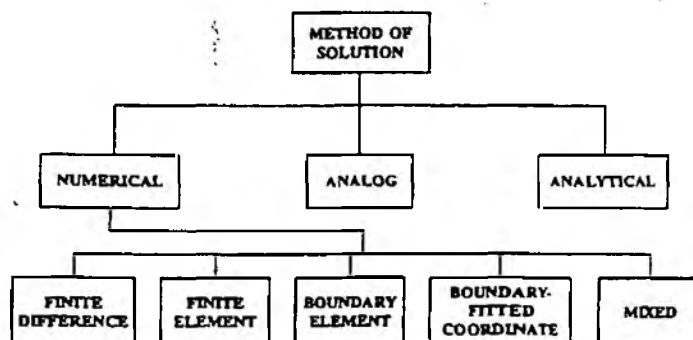 METHOD OF
SOLUTION
NUMERICAL
ANALOG
ANALYTICAL
FINITE
DIFFERENCE
FINITE
ELEMENT
BOUNDARY
ELEMENT
BOUNDARY-
FITTED
COORDINATE
MIXED